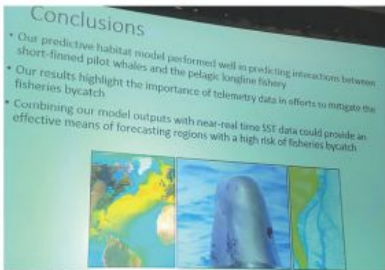 Conclusions
• Our predictive habitat model performed well in predicting interactions between
short-finned pilot whales and the pelagic longline fishery
• Our results highlight the importance of telemetry data in efforts to mitigate the
fisheries bycatch
• Combining our model outputs with near-real time SST data could provide an
effective means of forecasting regions with a high risk of fisheries bycatch